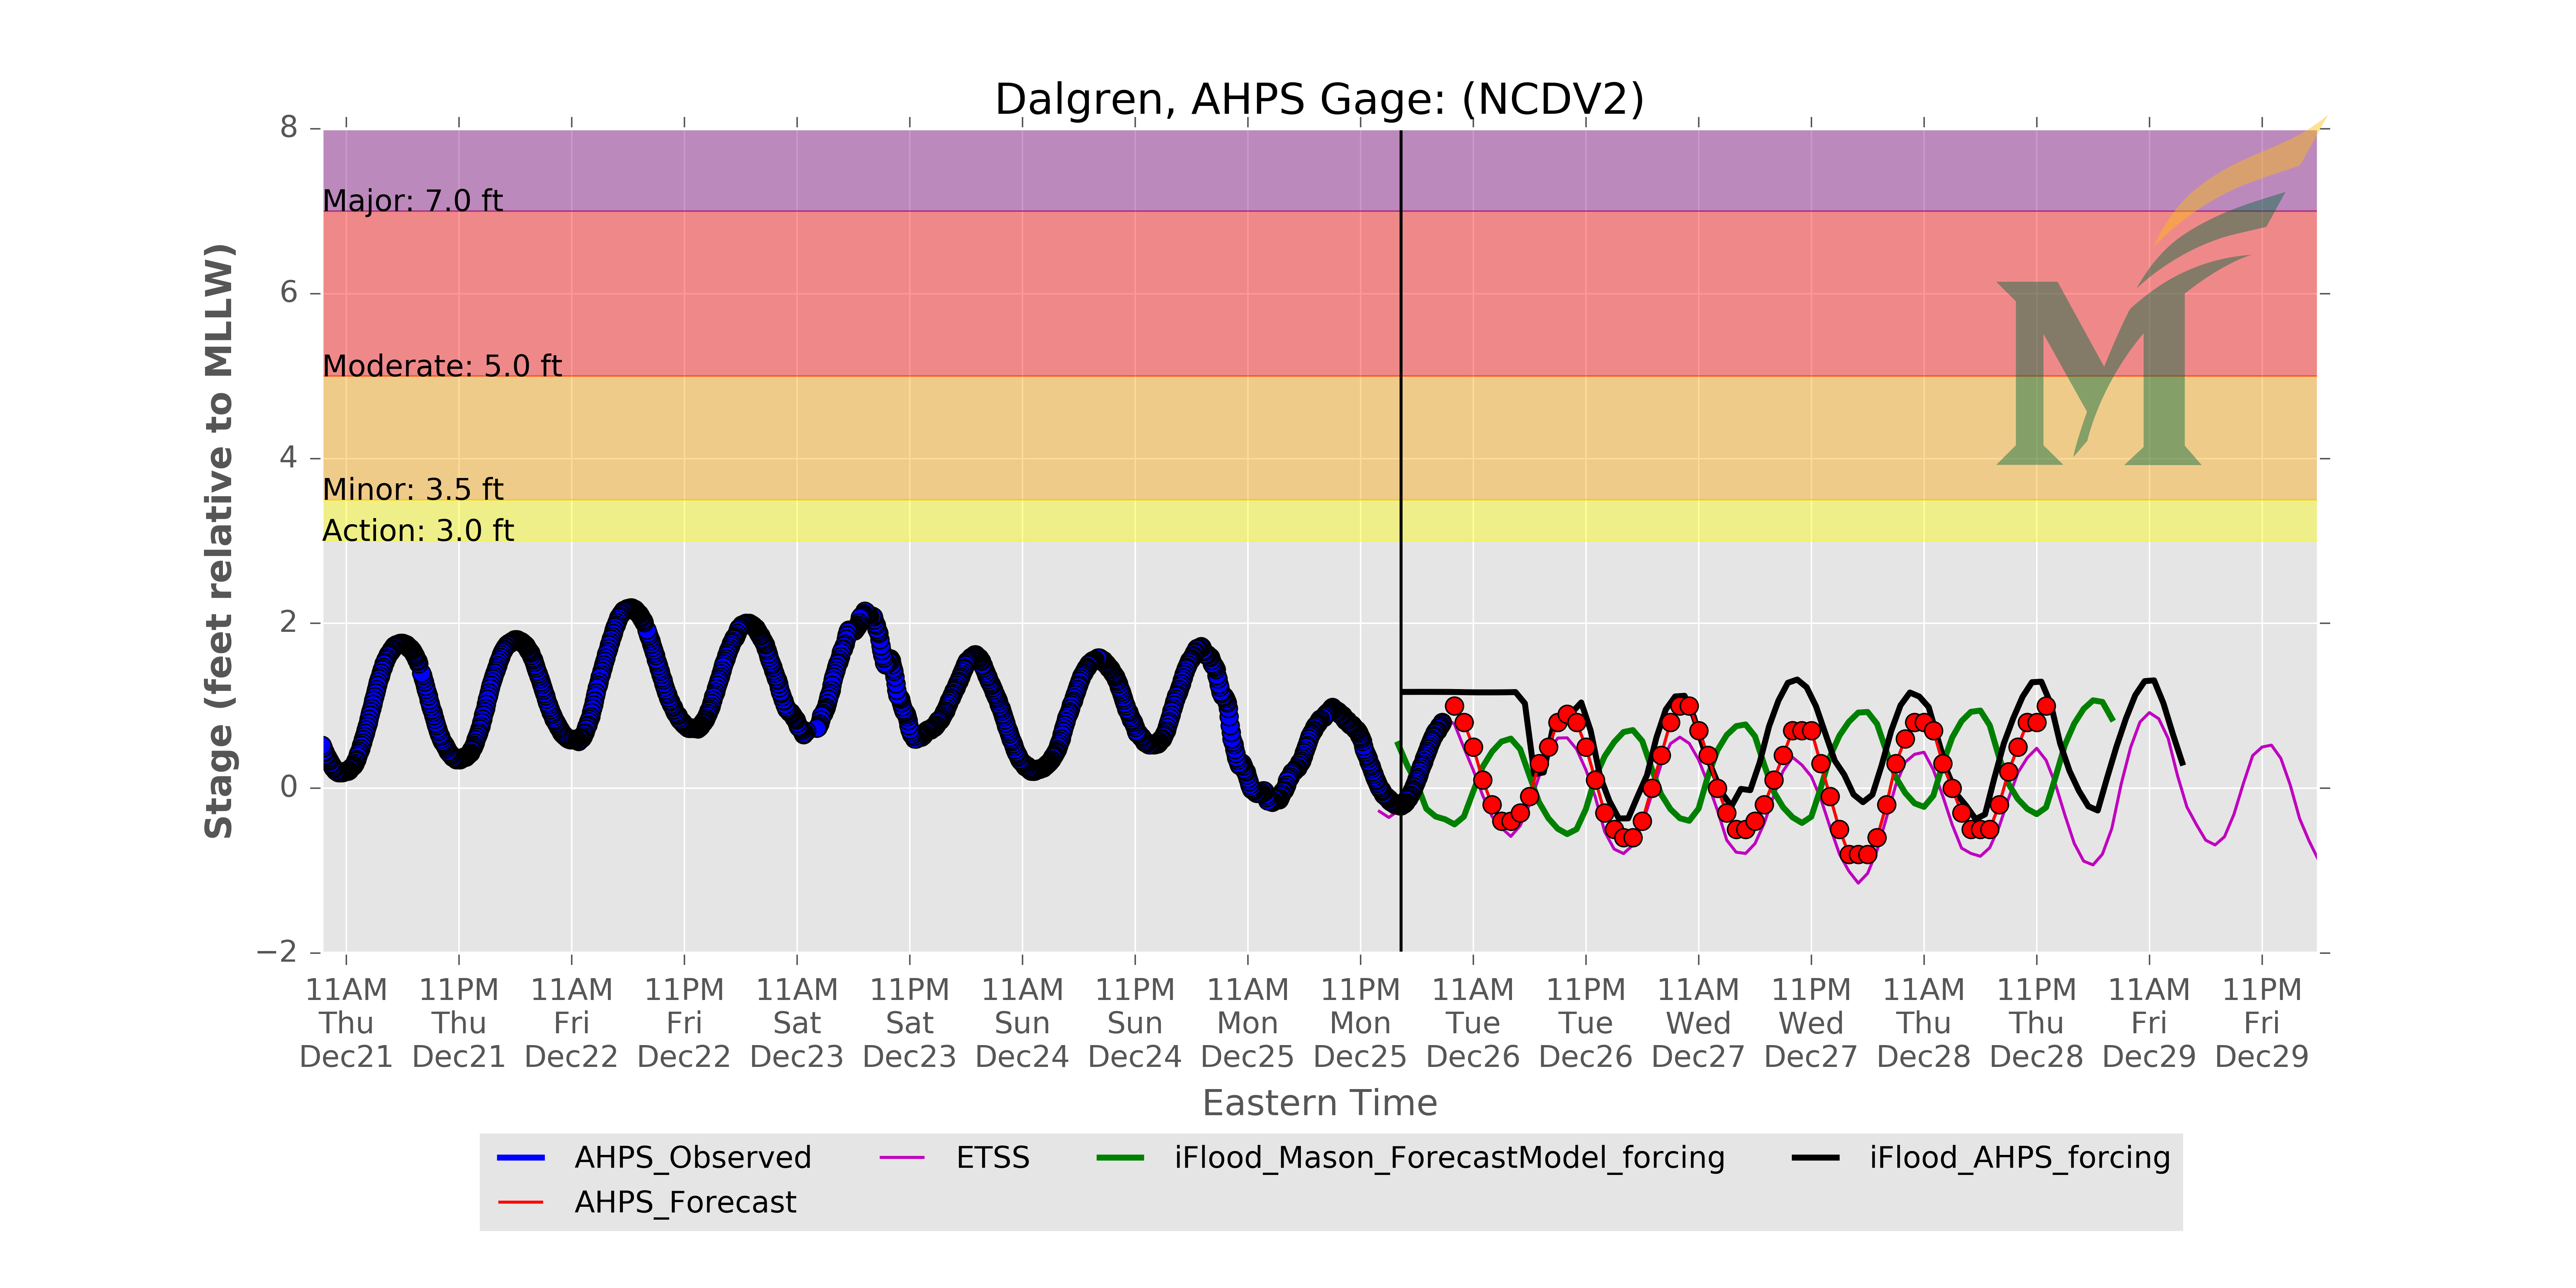 Dalgren, AHPS Gage: (NCDV2)
8
Major: 7.0 ft
6
Moderate: 5.0 ft
4
Minor: 3.5 ft
Action: 3.0 ft
2
0
−2
Stage (feet relative to MLLW)
11AM 11PM 11AM 11PM 11AM 11PM 11AM 11PM 11AM 11PM 11AM 11PM 11AM 11PM 11AM 11PM 11AM 11PM
Thu Thu Fri Fri Sat Sat Sun Sun Mon Mon Tue Tue Wed Wed Thu Thu Fri Fri
Dec21 Dec21 Dec22 Dec22 Dec23 Dec23 Dec24 Dec24 Dec25 Dec25 Dec26 Dec26 Dec27 Dec27 Dec28 Dec28 Dec29 Dec29
Eastern Time
AHPS_Observed ETSS iFlood_Mason_ForecastModel_forcing iFlood_AHPS_forcing
AHPS_Forecast
M